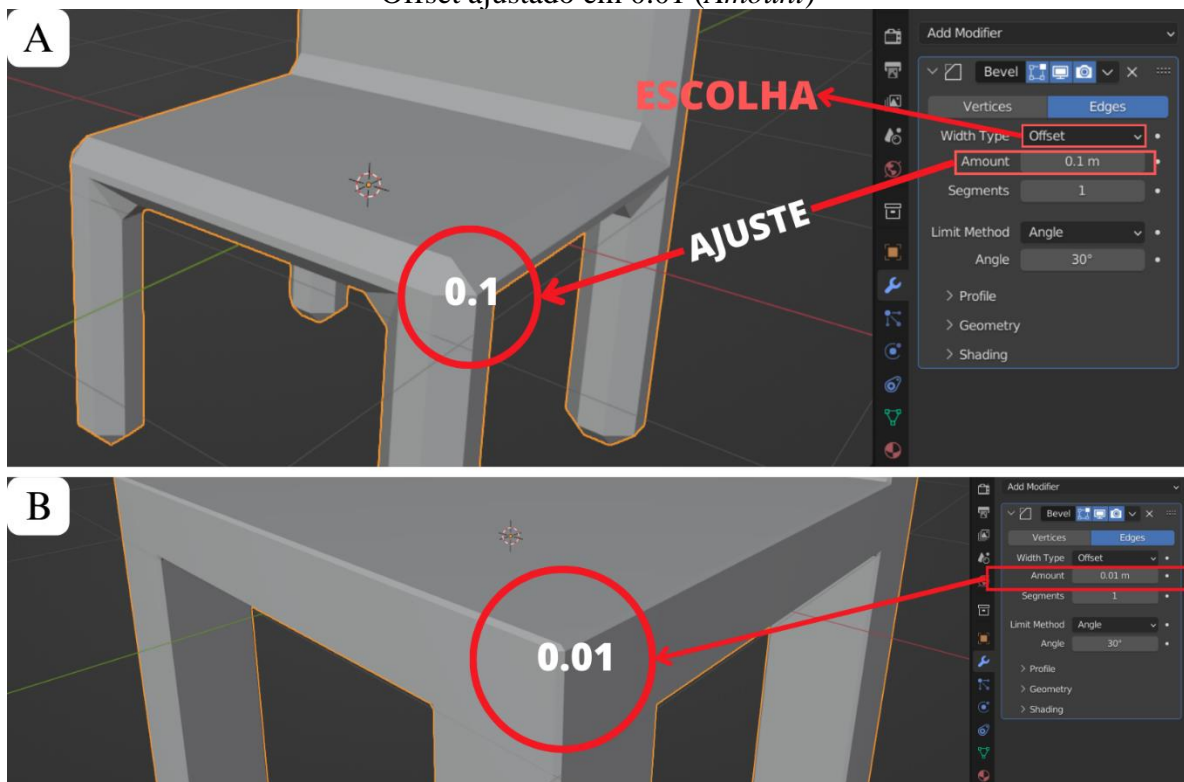 Offset ajustado em 0.01 (Amount)
A
Add Modifier
Bevel
Vertices Edges
ESCOLHA
Width Type Offset
Amount 0.1 m
Segments 1
AJUSTE
Limit Method Angle
Angle 30°
0.1
> Profile
> Geometry
> Shading
B
Add Modifier
Bevel
Vertices Edges
Width Type Offset
Amount 0.01 m
Segments 1
Limit Method Angle
Angle 30°
0.01
> Profile
> Geometry
> Shading